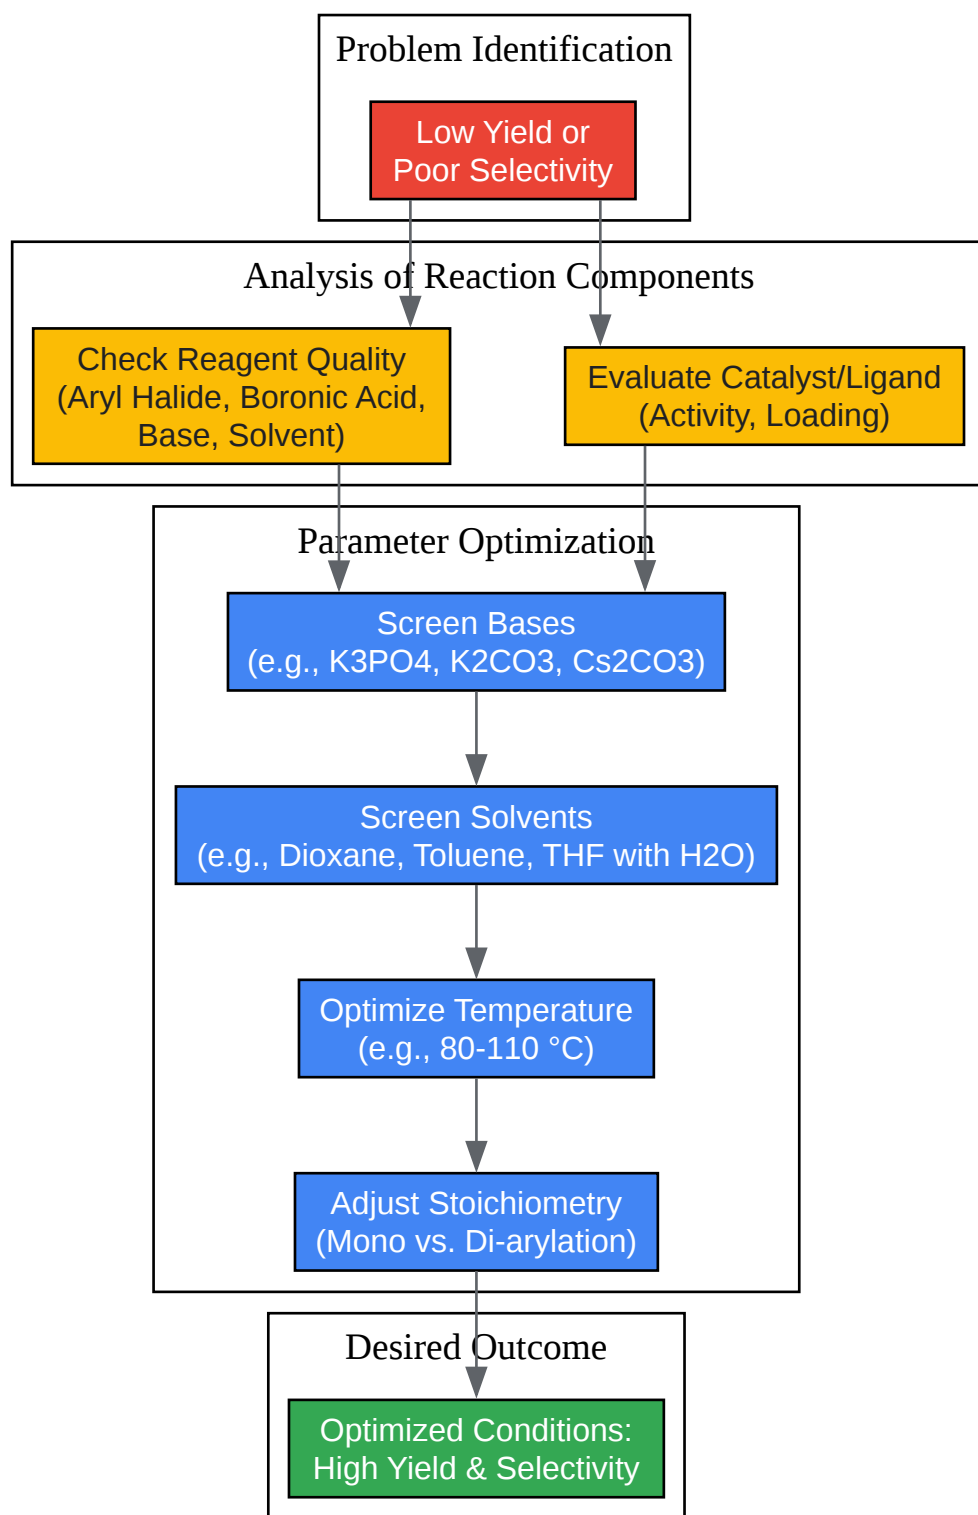 Problem Identification
Low Yield or
Poor Selectivity
Analysis of Reaction Components
Check Reagent Quality
(Aryl Halide, Boronic Acid,
Base, Solvent)
Evaluate Catalyst/Ligand
(Activity, Loading)
Parameter Optimization
Screen Bases
(e.g., K3PO4, K2CO3, Cs2CO3)
Screen Solvents
(e.g., Dioxane, Toluene, THF with H2O)
Optimize Temperature
(e.g., 80-110 °C)
Adjust Stoichiometry
(Mono vs. Di-arylation)
Desired Outcome
Optimized Conditions:
High Yield & Selectivity